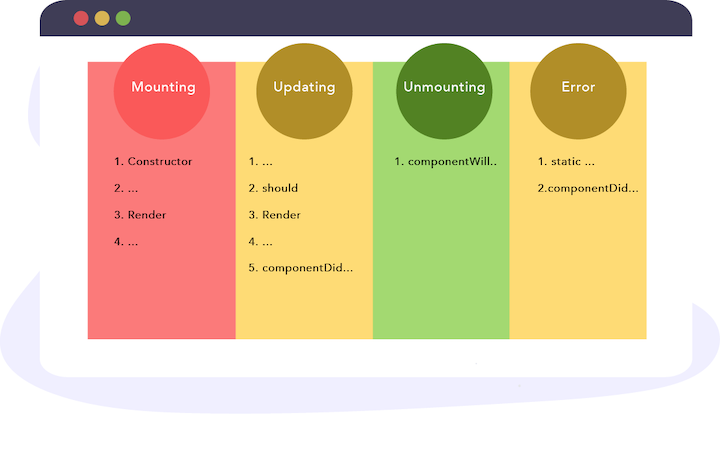 Mounting
1. Constructor
2. ...
3. Render
4. ...
Updating
1. ...
2. should
3. Render
4. ...
5. componentDid...
Unmounting
1. componentWill..
Error
1. static ...
2.componentDid...